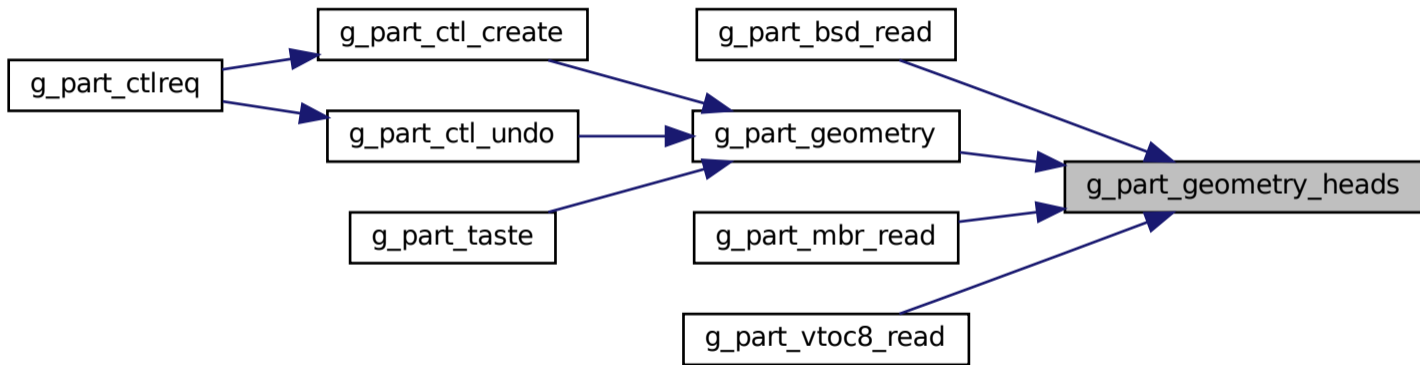 g_part_ctl_create
g_part_bsd_read
g_part_ctlreq
g_part_ctl_undo
g_part_geometry
g_part_geometry_heads
g_part_taste
g_part_mbr_read
g_part_vtoc8_read